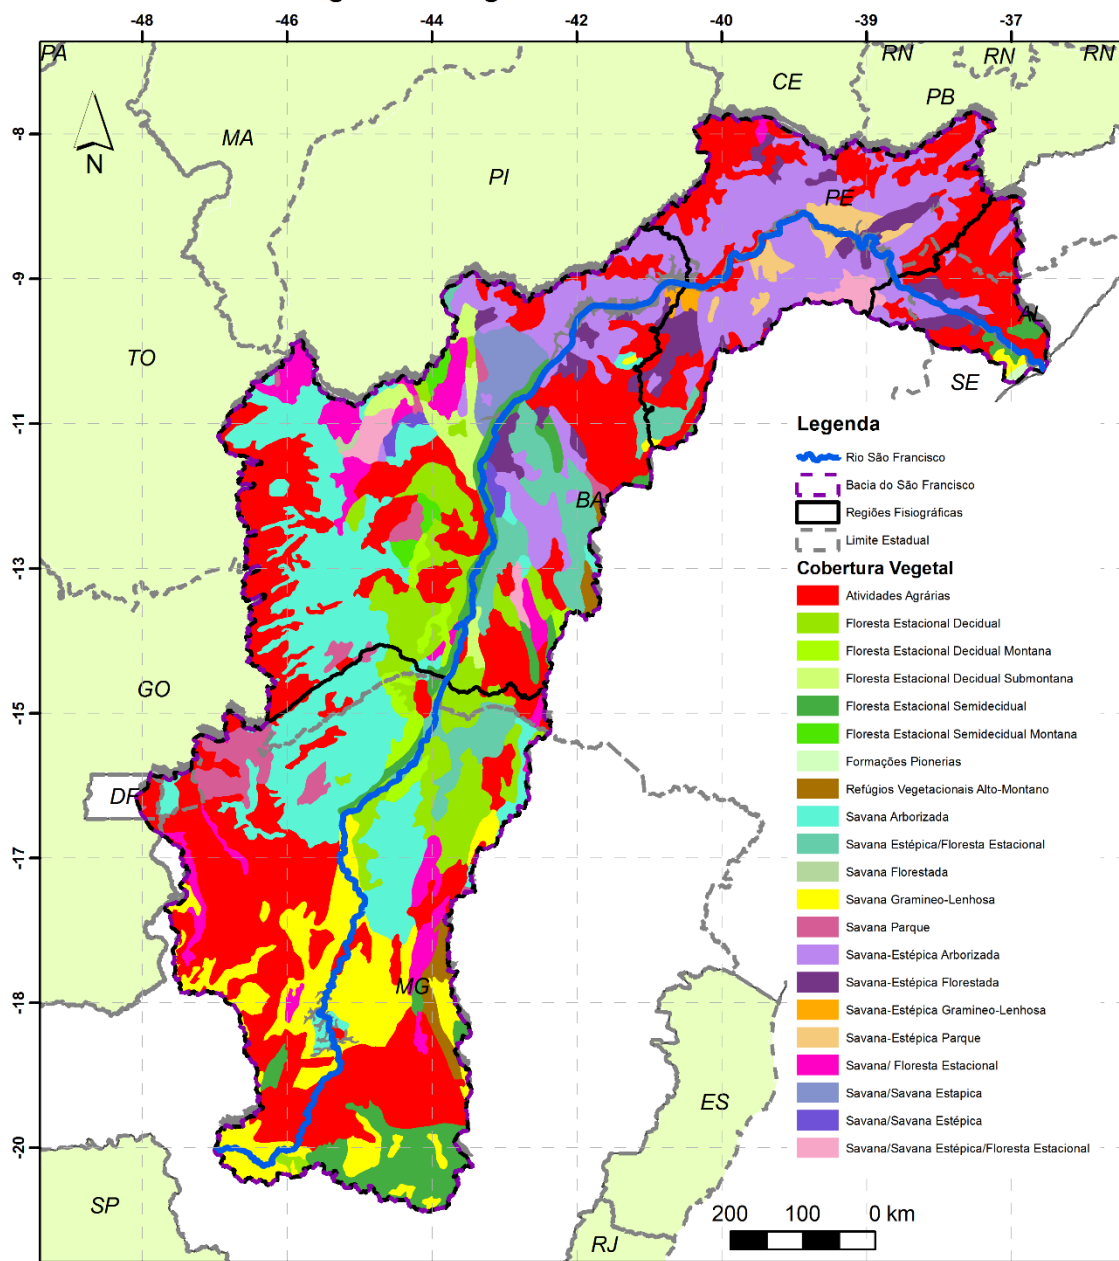 -48 -46 -44 -42 -40 -39 -37
PA
RN
RN
RN
CE
PB
-8
MA
N
PI
PE
-9
AL
TO
SE
-11
Legenda
Rio São Francisco
Bacia do São Francisco
BA
Regiões Fisiográficas
Limite Estadual
-13
Cobertura Vegetal
Atividades Agrárias
Floresta Estacional Decidual
Floresta Estacional Decidual Montana
Floresta Estacional Decidual Submontana
GO
-15
Floresta Estacional Semidecidual
Floresta Estacional Semidecidual Montana
Formações Pionerias
DF
Refúgios Vegetacionais Alto-Montano
Savana Arborizada
Savana Estépica/Floresta Estacional
-17
Savana Florestada
Savana Gramineo-Lenhosa
Savana Parque
Savana-Estépica Arborizada
MG
Savana-Estépica Florestada
-18
Savana-Estépica Gramineo-Lenhosa
Savana-Estépica Parque
Savana/ Floresta Estacional
Savana/Savana Estapica
ES
Savana/Savana Estépica
-20
Savana/Savana Estépica/Floresta Estacional
SP
200 100 0 km
RJ